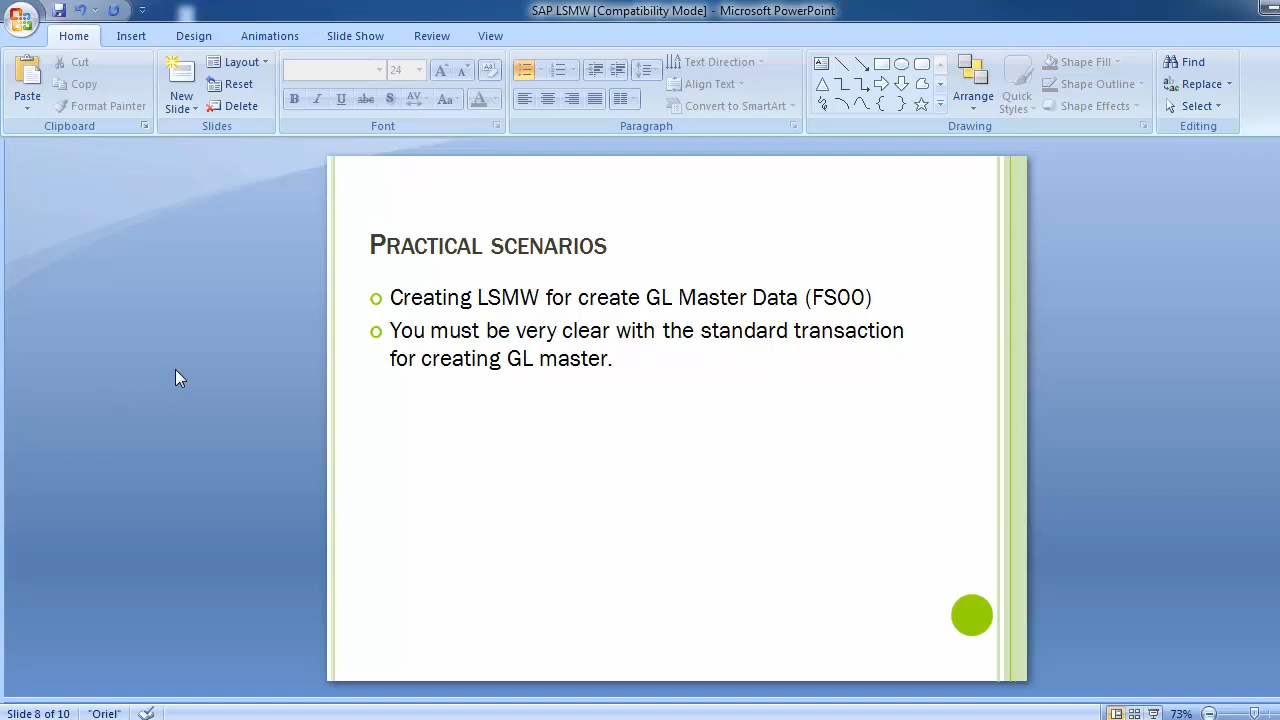 SAP LSMW [Compatibility Mode] - Microsoft PowerPoint
Home Insert Design Animations Slide Show Review View
Paste
Cut
Copy
Format Painter
Clipboard
New Slide
Layout
Reset
Delete
Slides
24
B I U abc S AV Aa A
Font
Text Direction
Align Text
Convert to SmartArt
Paragraph
Arrange
Quick Styles
Shape Fill
Shape Outline
Shape Effects
Drawing
Find
Replace
Select
Editing
PRACTICAL SCENARIOS
Creating LSMW for create GL Master Data (FSOO)
You must be very clear with the standard transaction
for creating GL master.
Slide 8 of 10 "Oriel" 73%